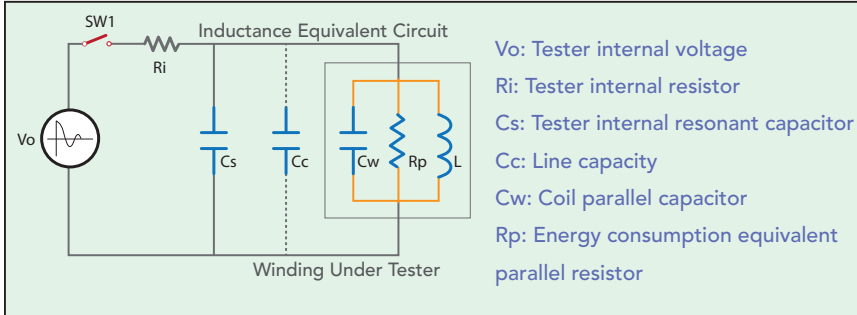 SW1
Inductance Equivalent Circuit
Ri
Vo
Cs
Cc
Cw
Rp
L
Winding Under Tester
Vo: Tester internal voltage
Ri: Tester internal resistor
Cs: Tester internal resonant capacitor
Cc: Line capacity
Cw: Coil parallel capacitor
Rp: Energy consumption equivalent
parallel resistor